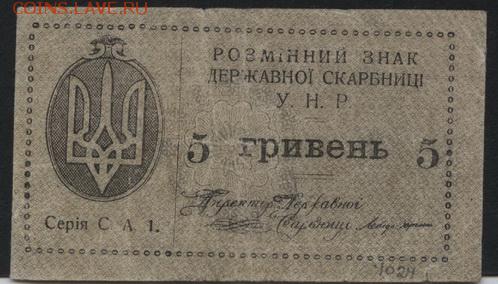 COINS.LAVE.RU
РОЗМІННИЙ ЗНАК
ДЕРЖАВНОЇ СКАРБНИЦІ
У. Н. Р
5 гривень 5
Директор Державної
Скарбниці
Серія С А 1.
1024